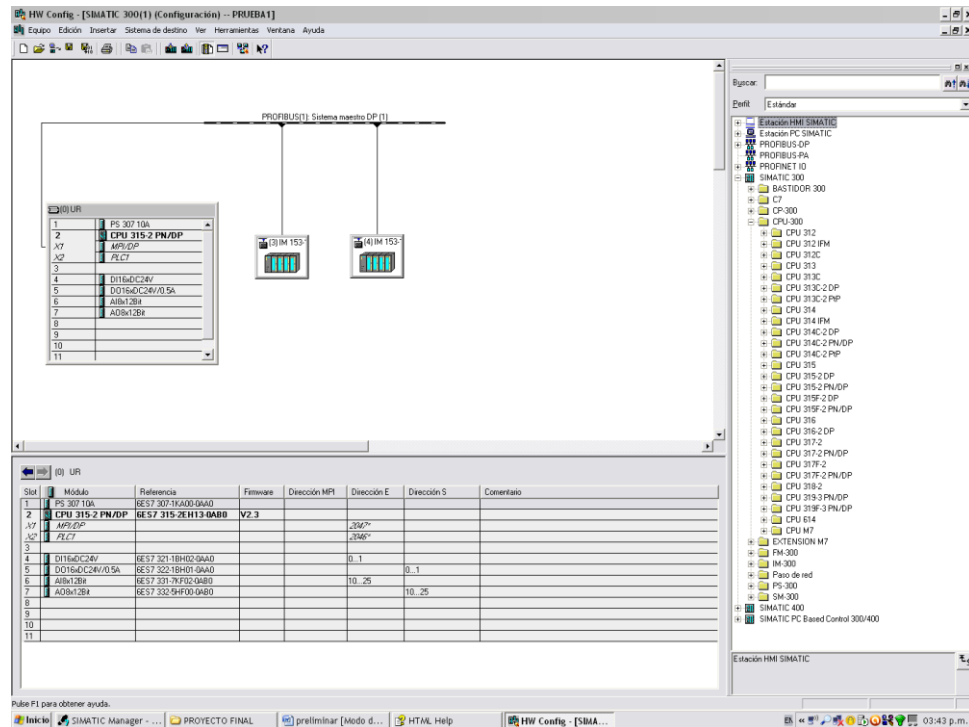 HW Config - [SIMATIC 300(1) (Configuración) -- PRUEBA1]
Equipo Edición Insertar Sistema de destino Ver Herramientas Ventana Ayuda
PROFIBUS(1): Sistema maestro DP (1)
(0) UR
1 PS 307 10A
2 CPU 315-2 PN/DP
X1 MPI/DP
X2 PLC1
3
4 DI16xDC24V
5 DO16xDC24V/0.5A
6 AI8x12Bit
7 AO8x12Bit
8
9
10
11
(3) IM 153-
(4) IM 153-
(0) UR
Slot Módulo Referencia Firmware Dirección MPI Dirección E Dirección S Comentario
1 PS 307 10A 6ES7 307-1KA00-0AA0
2 CPU 315-2 PN/DP 6ES7 315-2EH13-0AB0 V2.3
X1 MPI/DP 2047*
X2 PLC1 2046*
3
4 DI16xDC24V 6ES7 321-1BH02-0AA0 0...1
5 DO16xDC24V/0.5A 6ES7 322-1BH01-0AA0 0...1
6 AI8x12Bit 6ES7 331-7KF02-0AB0 10...25
7 AO8x12Bit 6ES7 332-5HF00-0AB0 10...25
8
9
10
11
Buscar:
Perfil: Estándar
Estación HMI SIMATIC
Estación PC SIMATIC
PROFIBUS-DP
PROFIBUS-PA
PROFINET IO
SIMATIC 300
BASTIDOR 300
C7
CP-300
CPU-300
CPU 312
CPU 312 IFM
CPU 312C
CPU 313
CPU 313C
CPU 313C-2 DP
CPU 313C-2 PtP
CPU 314
CPU 314 IFM
CPU 314C-2 DP
CPU 314C-2 PN/DP
CPU 314C-2 PtP
CPU 315
CPU 315-2 DP
CPU 315-2 PN/DP
CPU 315F-2 DP
CPU 315F-2 PN/DP
CPU 316
CPU 316-2 DP
CPU 317-2
CPU 317-2 PN/DP
CPU 317F-2
CPU 317F-2 PN/DP
CPU 318-2
CPU 319-3 PN/DP
CPU 319F-3 PN/DP
CPU 614
CPU M7
EXTENSION M7
FM-300
IM-300
Paso de red
PS-300
SM-300
SIMATIC 400
SIMATIC PC Based Control 300/400
Estación HMI SIMATIC
Pulse F1 para obtener ayuda.
Inicio SIMATIC Manager - ... PROYECTO FINAL preliminar [Modo d... HTML Help HW Config - [SIMA... 03:43 p.m.